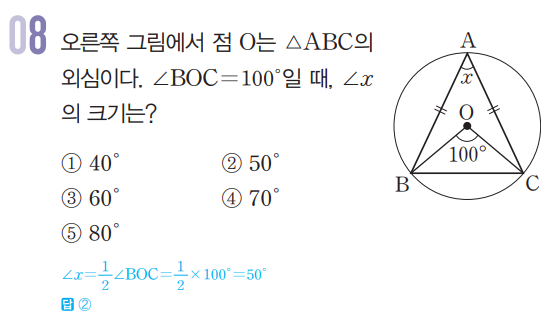 08 오른쪽 그림에서 점 O는 △ABC의
외심이다. ∠BOC=100°일 때, ∠x
의 크기는?
① 40° ② 50°
③ 60° ④ 70°
⑤ 80°
∠x=1/2∠BOC=1/2×100°=50°
답 ②
A
x
O
100°
B C